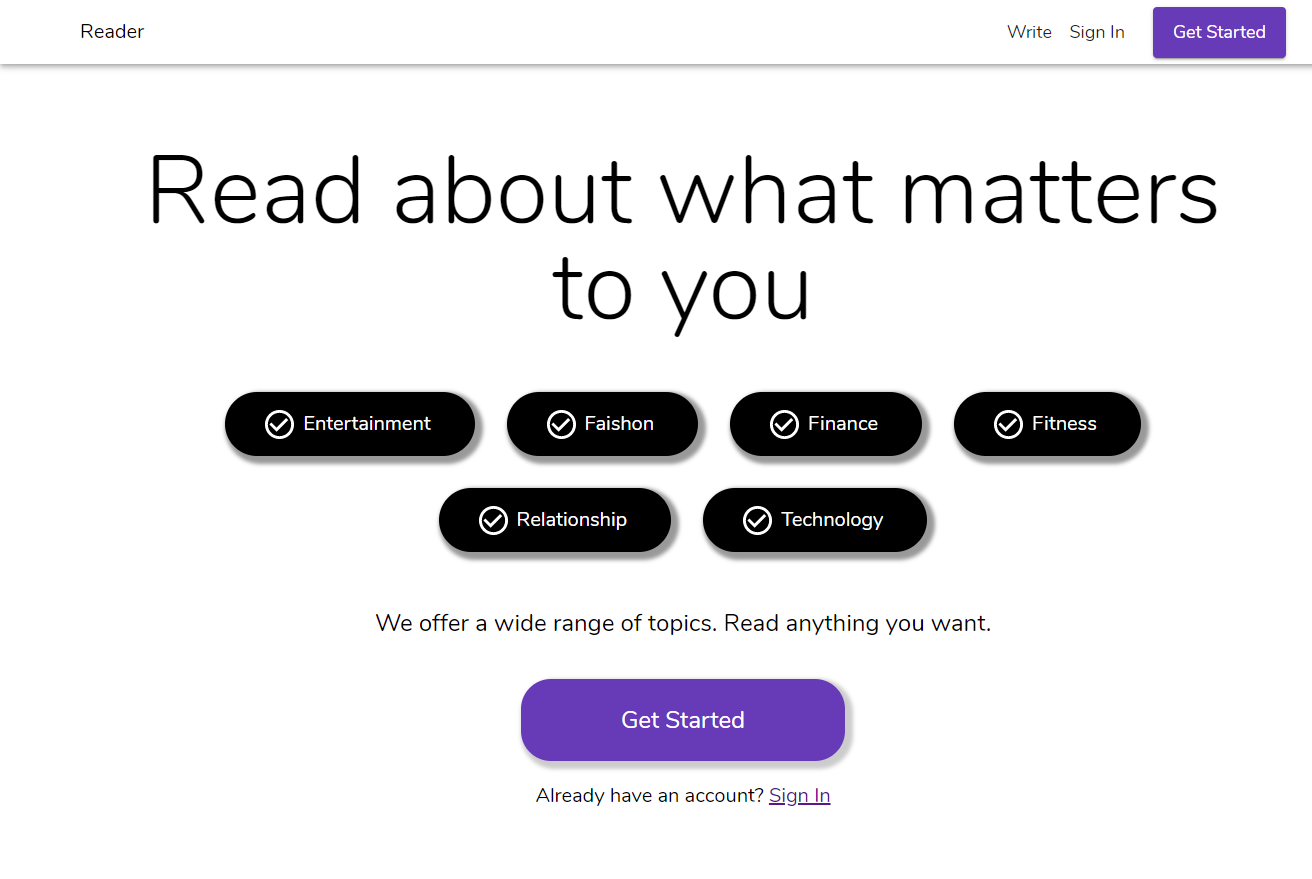 Reader
Write Sign In Get Started
Read about what matters
to you
Entertainment Faishon Finance Fitness
Relationship Technology
We offer a wide range of topics. Read anything you want.
Get Started
Already have an account? Sign In